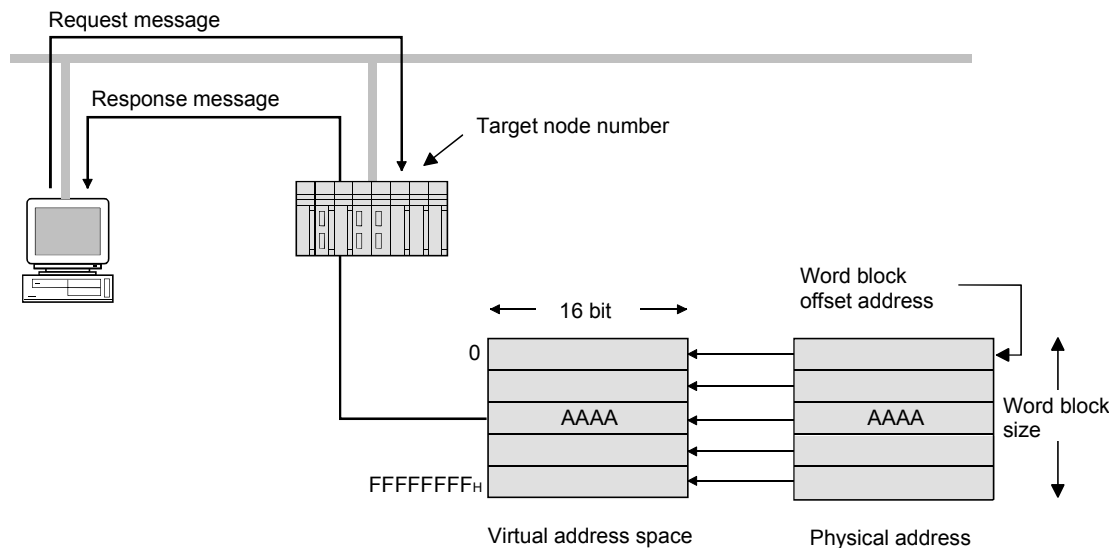 Request message
Response message
Target node number
Word block
offset address
16 bit
0
AAAA
AAAA
Word block
size
FFFFFFFFH
Virtual address space
Physical address